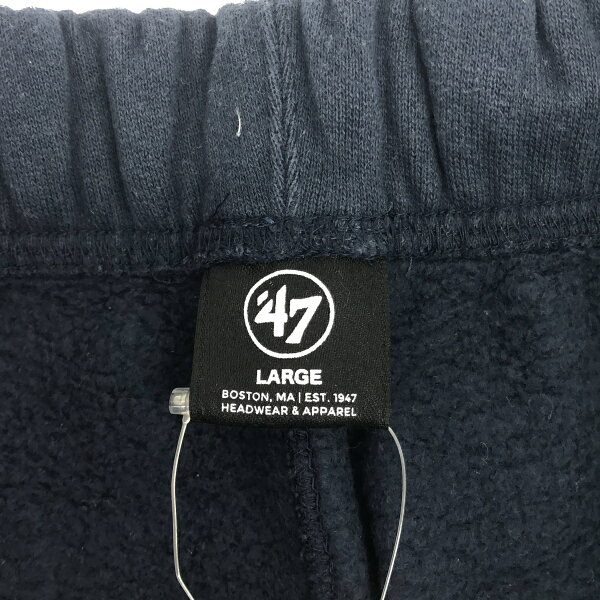 '47
LARGE
BOSTON, MA | EST. 1947
HEADWEAR & APPAREL